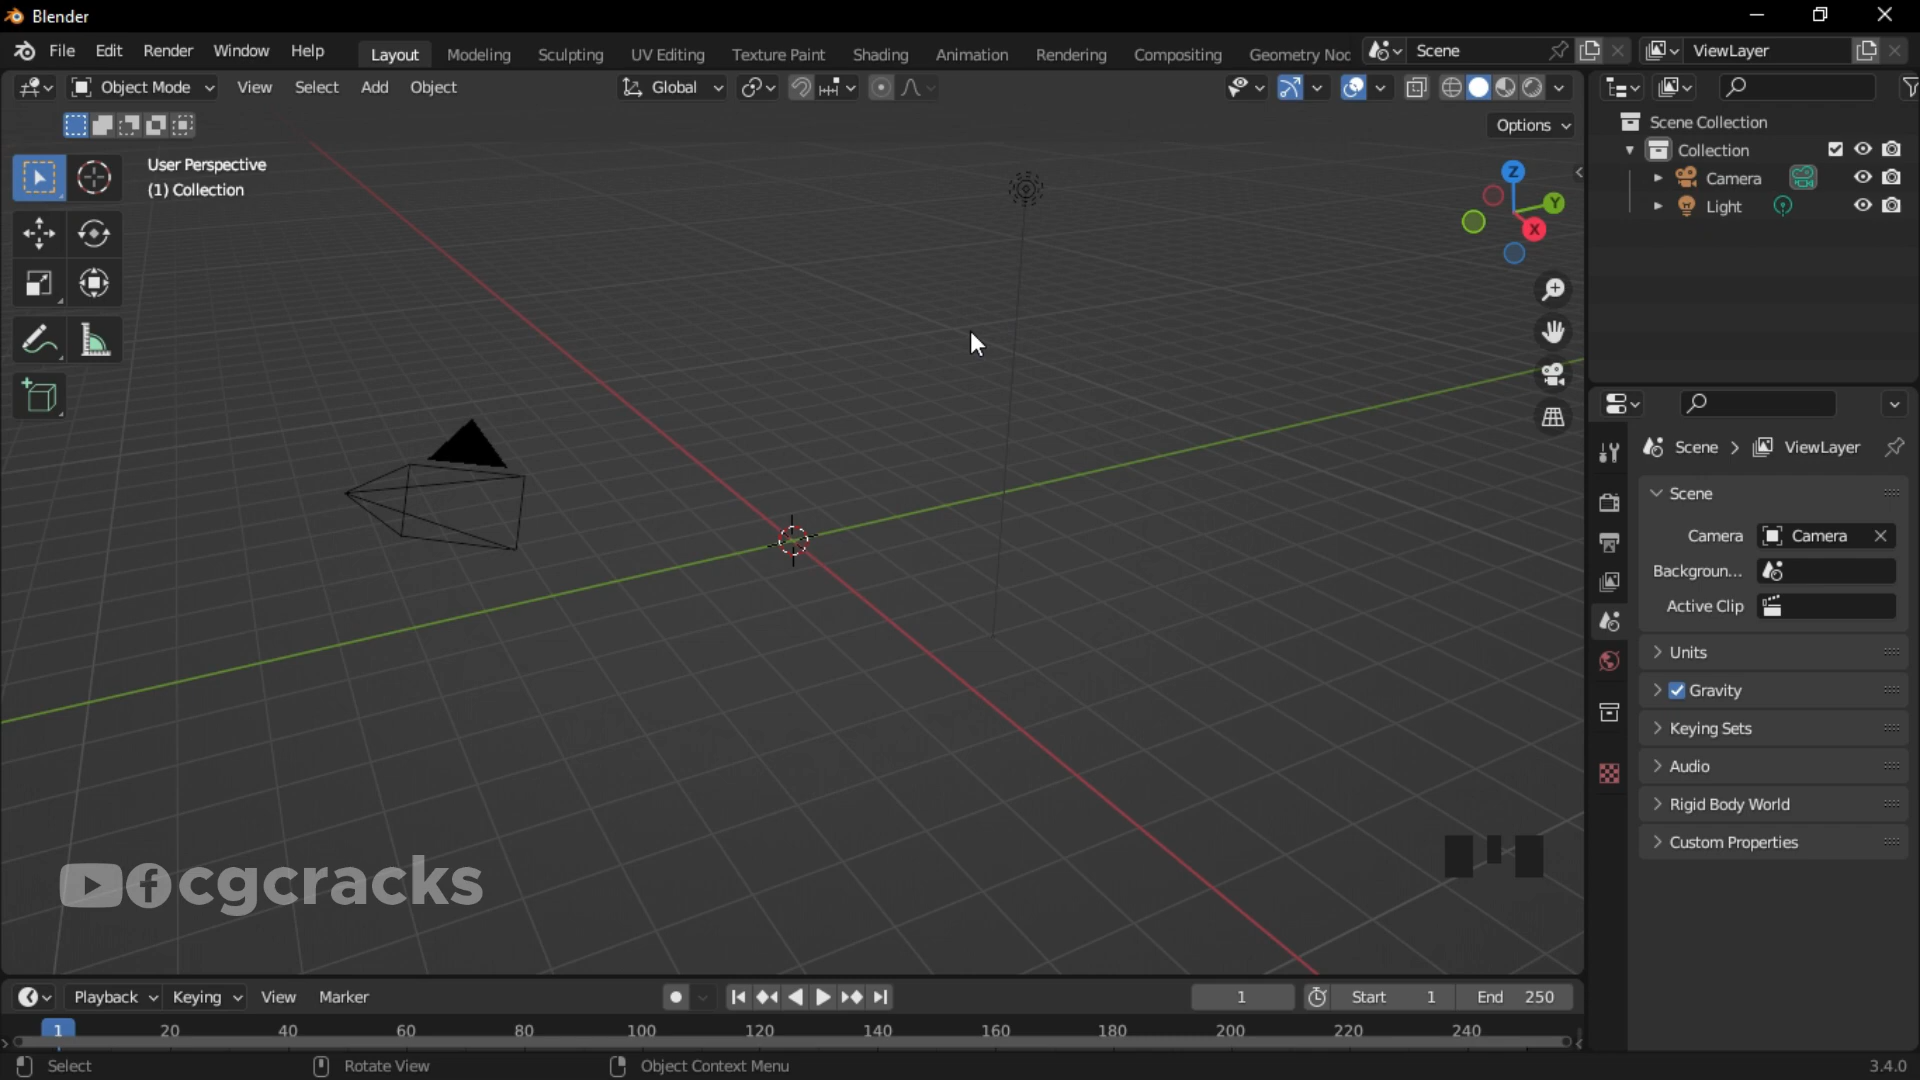 Blender
File Edit Render Window Help Layout Modeling Sculpting UV Editing Texture Paint Shading Animation Rendering Compositing Geometry Noc Scene ViewLayer
Object Mode View Select Add Object Global
Options
User Perspective
(1) Collection
Z
Y
X
Scene Collection
Collection
Camera
Light
Scene > ViewLayer
Scene
Camera Camera
Backgroun...
Active Clip
Units
Gravity
Keying Sets
Audio
Rigid Body World
Custom Properties
cgcracks
Playback Keying View Marker 1 Start 1 End 250
1 20 40 60 80 100 120 140 160 180 200 220 240
Select Rotate View Object Context Menu 3.4.0